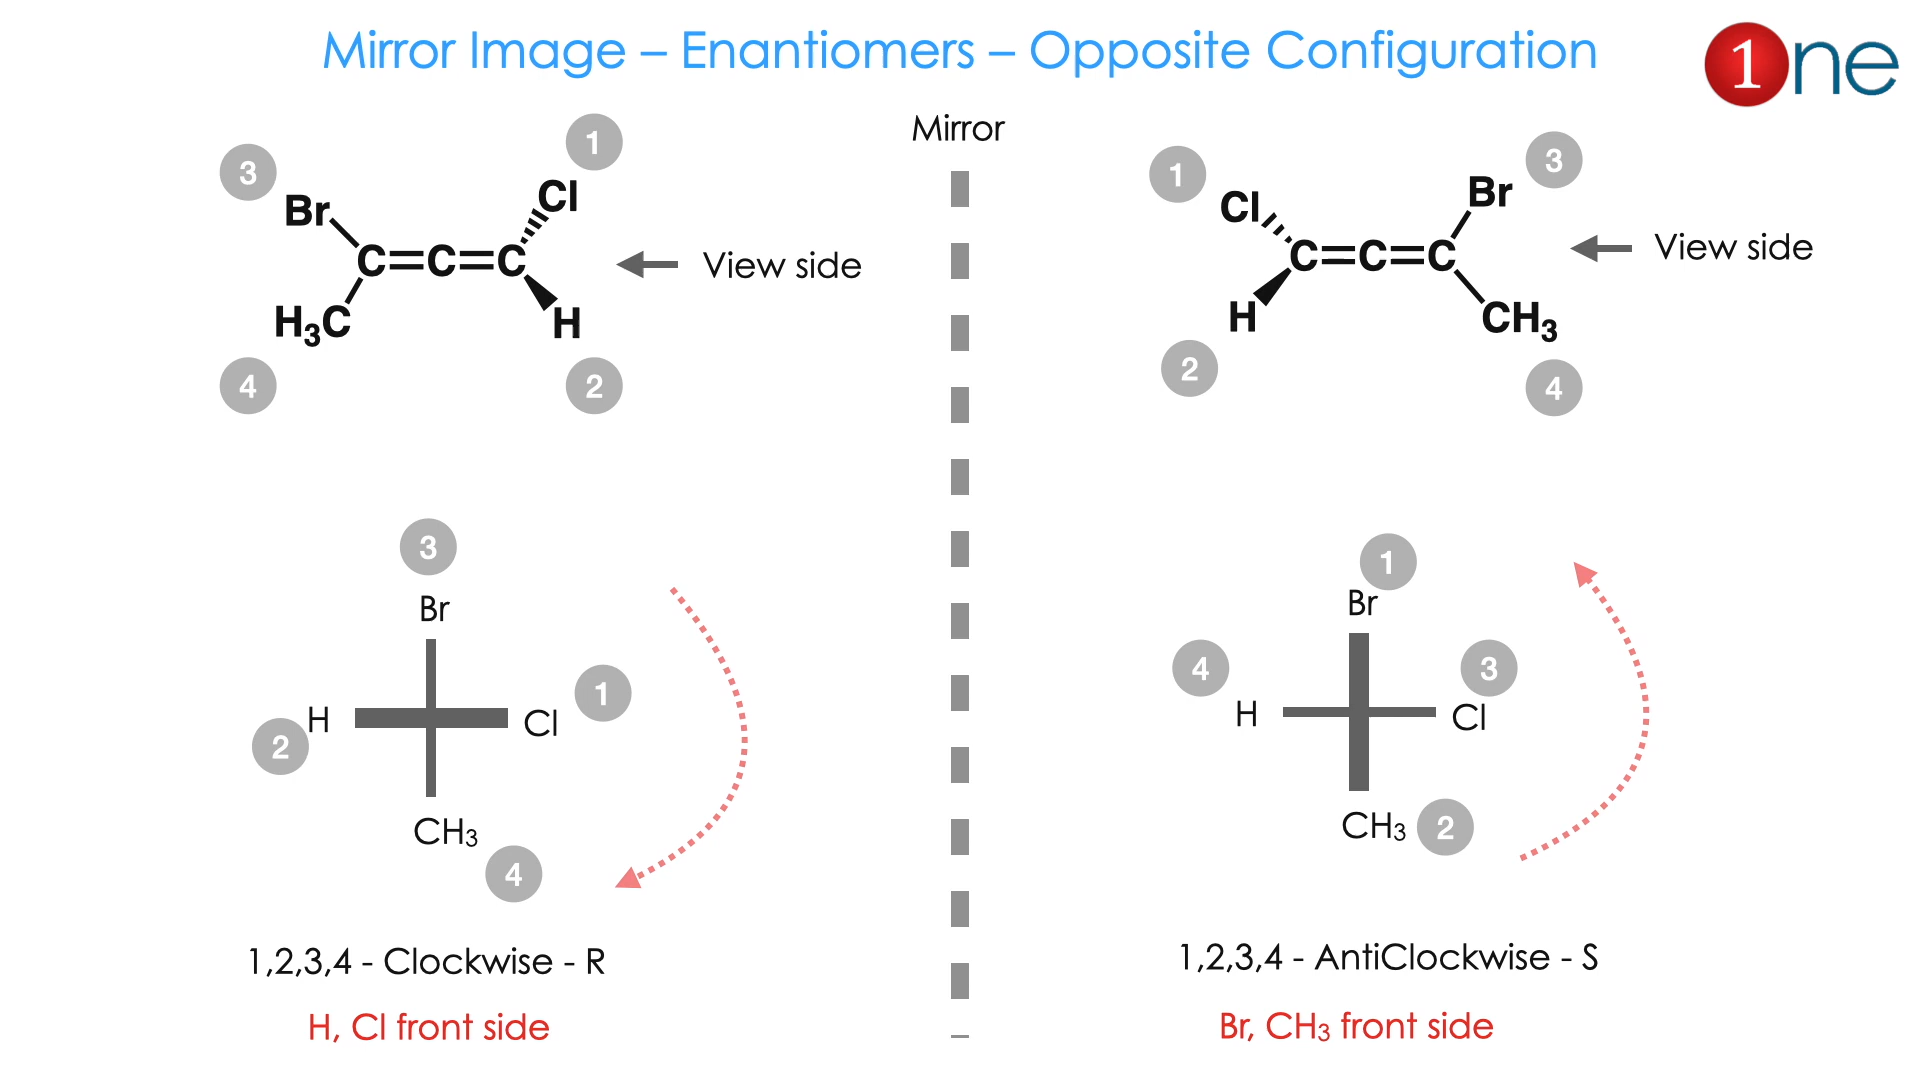 Mirror Image – Enantiomers – Opposite Configuration
1ne
Mirror
3
1
Br
Cl
C=C=C
View side
H₃C
H
4
2
1
3
Cl
Br
C=C=C
View side
H
CH₃
2
4
3
Br
1
H
Cl
2
CH₃
4
1,2,3,4 - Clockwise - R
H, Cl front side
1
Br
4
3
H
Cl
CH₃
2
1,2,3,4 - AntiClockwise - S
Br, CH₃ front side